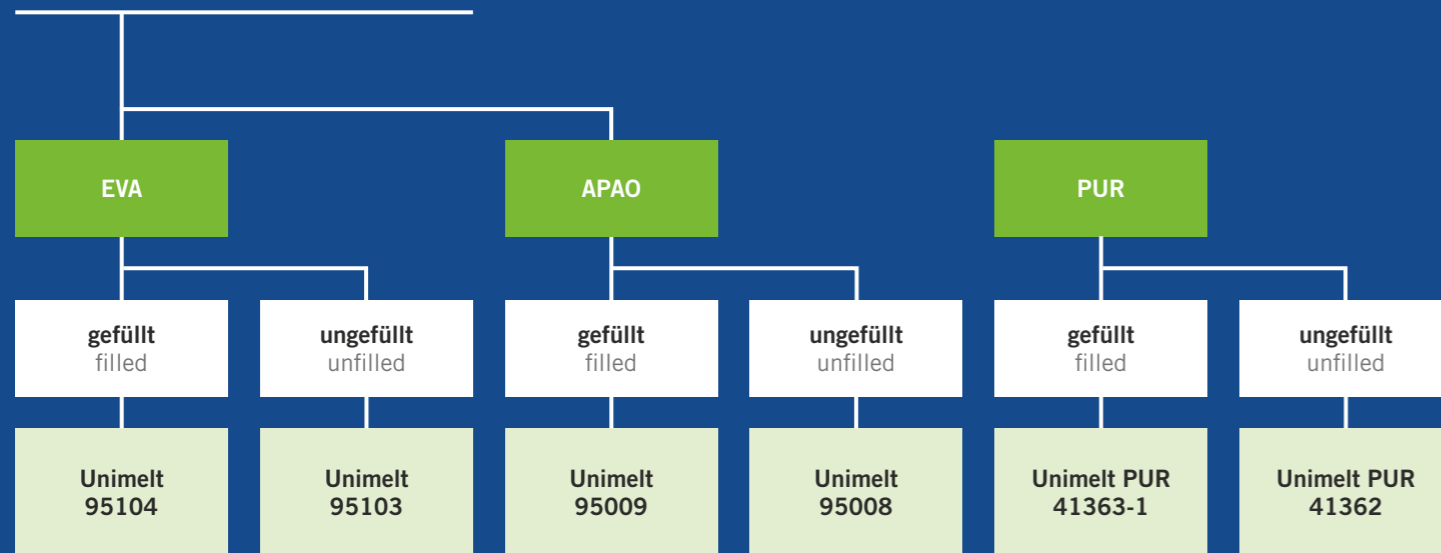 EVA
APAO
PUR
gefüllt
filled
ungefüllt
unfilled
gefüllt
filled
ungefüllt
unfilled
gefüllt
filled
ungefüllt
unfilled
Unimelt
95104
Unimelt
95103
Unimelt
95009
Unimelt
95008
Unimelt PUR
41363-1
Unimelt PUR
41362